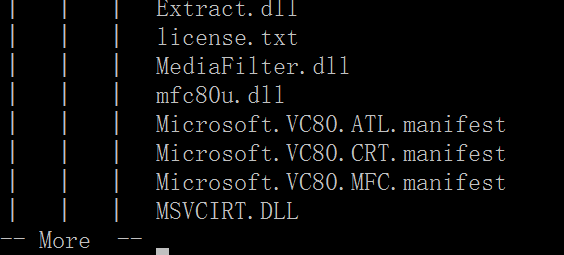 |   |   |   Extract.dll
|   |   |   license.txt
|   |   |   MediaFilter.dll
|   |   |   mfc80u.dll
|   |   |   Microsoft.VC80.ATL.manifest
|   |   |   Microsoft.VC80.CRT.manifest
|   |   |   Microsoft.VC80.MFC.manifest
|   |   |   MSVCIRT.DLL
-- More  --